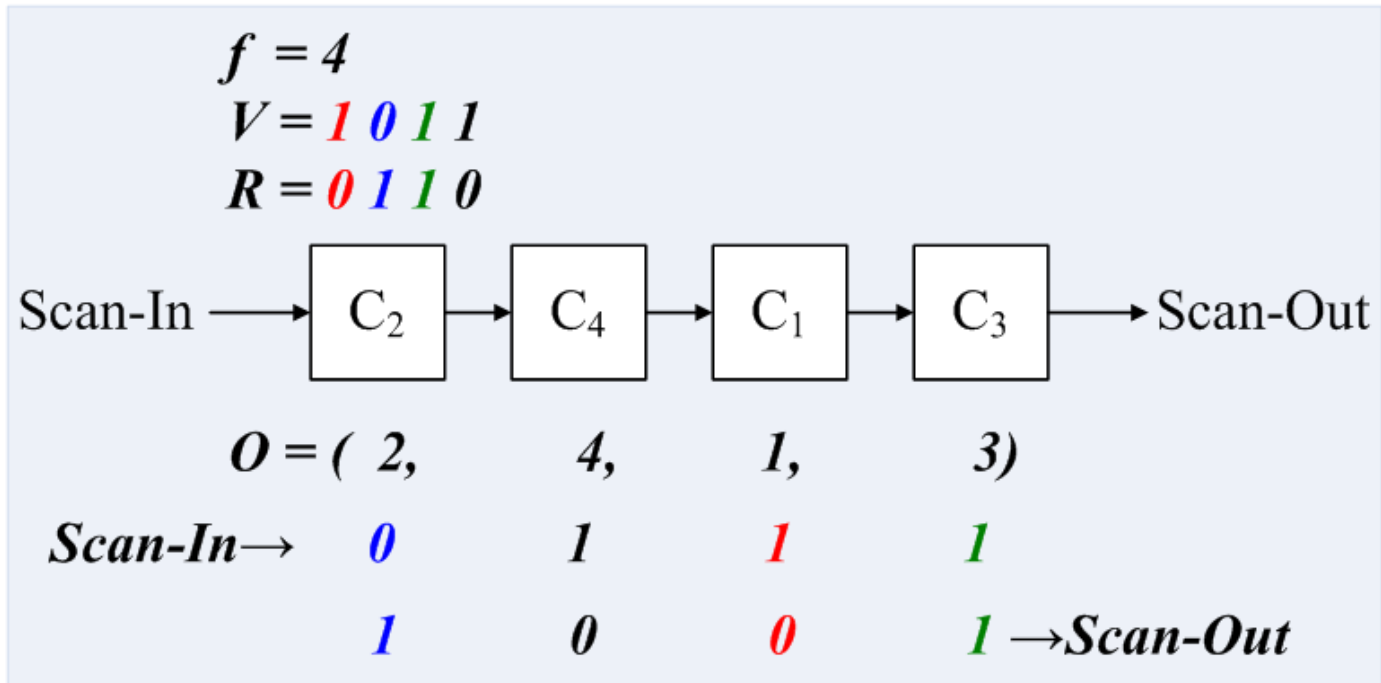 f = 4
V = 1 0 1 1
R = 0 1 1 0
Scan-In C₂ C₄ C₁ C₃ Scan-Out
O = ( 2, 4, 1, 3)
Scan-In→ 0 1 1 1
1 0 0 1 →Scan-Out